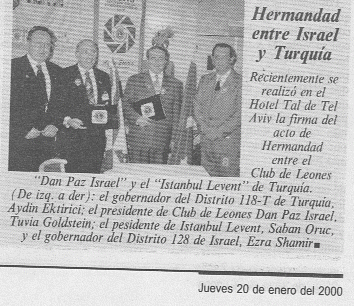 Hermandad
entre Israel
y Turquía
Recientemente se
realizó en el
Hotel Tal de Tel
Aviv la firma del
acto de
Hermandad
entre el
Club de Leones
“Dan Paz Israel” y el “Istanbul Levent” de Turquía.
(De izq. a der): el gobernador del Distrito 118-T de Turquía,
Aydin Ektirici; el presidente de Club de Leones Dan Paz Israel,
Tuvia Goldstein; el pesidente de Istanbul Levent, Saban Oruc,
y el gobernador del Distrito 128 de Israel, Ezra Shamir■
Jueves 20 de enero del 2000